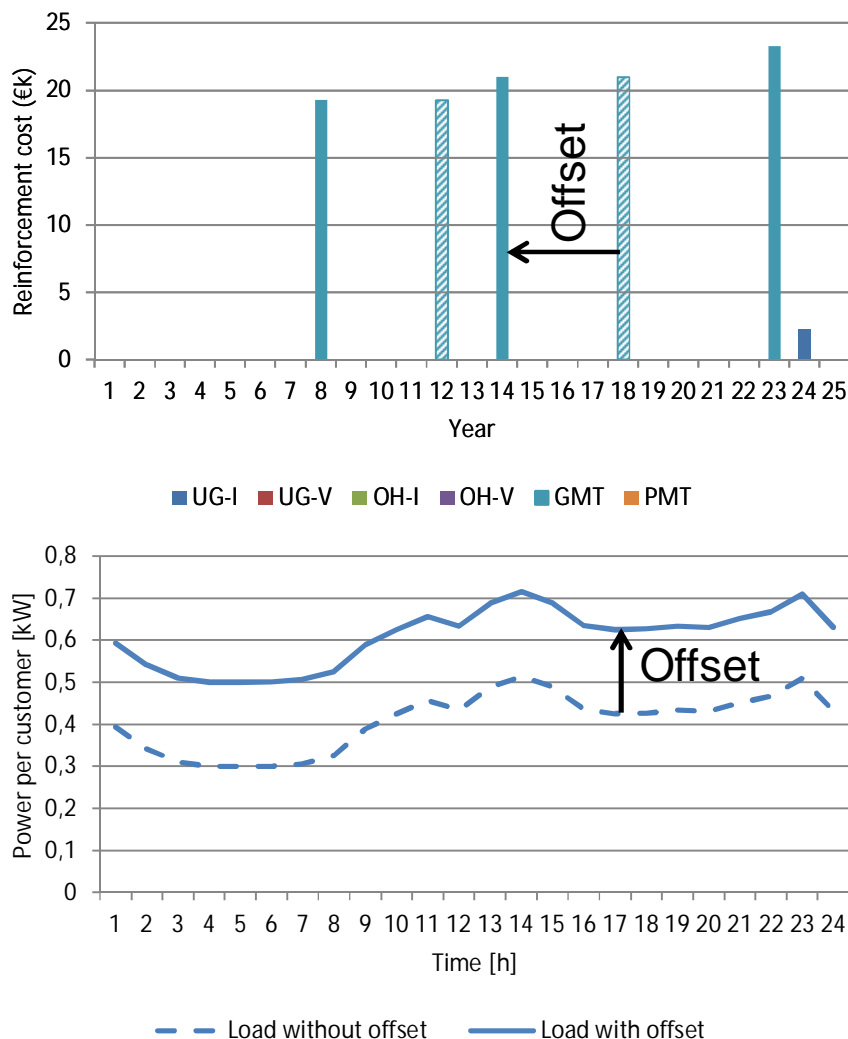 25
20
15
10
5
0
Reinforcement cost (€k)
Offset
1 2 3 4 5 6 7 8 9 10 11 12 13 14 15 16 17 18 19 20 21 22 23 24 25
Year
UG-I UG-V OH-I OH-V GMT PMT
0,8
0,7
0,6
0,5
0,4
0,3
0,2
0,1
0
Power per customer [kW]
Offset
1 2 3 4 5 6 7 8 9 10 11 12 13 14 15 16 17 18 19 20 21 22 23 24
Time [h]
Load without offset Load with offset